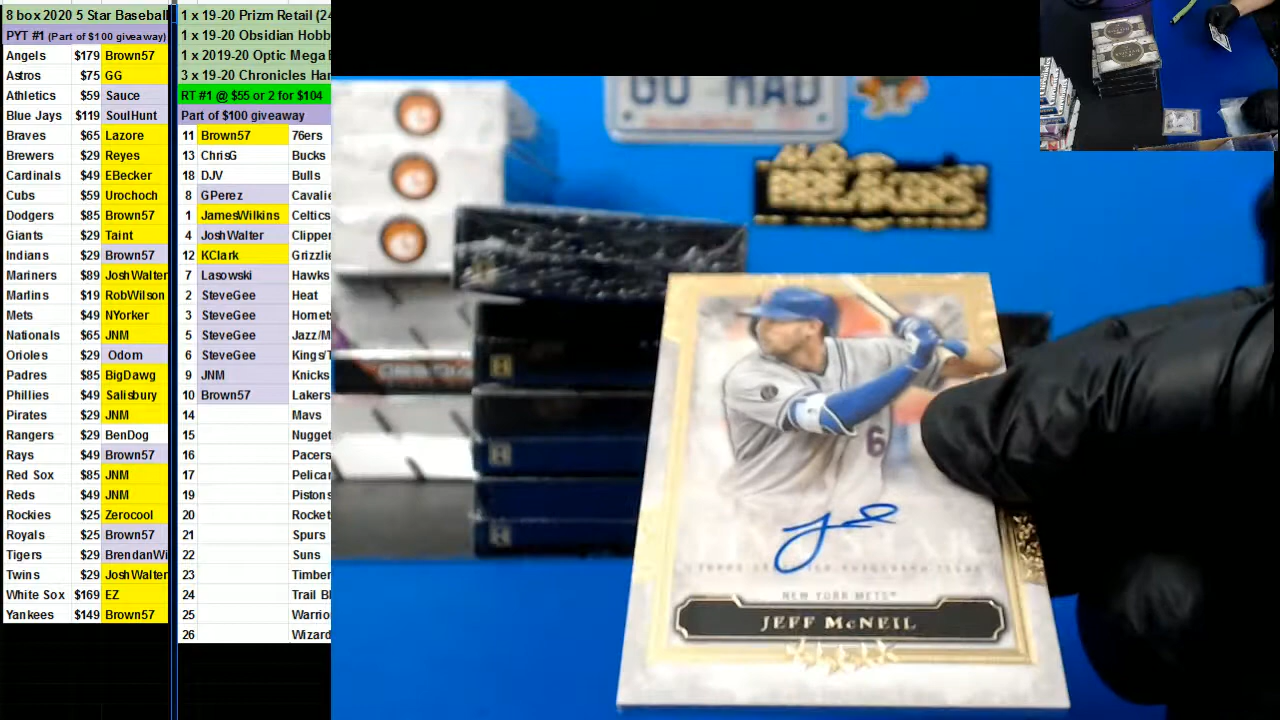 8 box 2020 5 Star Baseball
PYT #1 (Part of $100 giveaway)
Angels $179 Brown57
Astros $75 GG
Athletics $59 Sauce
Blue Jays $119 SoulHunt
Braves $65 Lazore
Brewers $29 Reyes
Cardinals $49 EBecker
Cubs $59 Urochoch
Dodgers $85 Brown57
Giants $29 Taint
Indians $29 Brown57
Mariners $89 JoshWalter
Marlins $19 RobWilson
Mets $49 NYorker
Nationals $65 JNM
Orioles $29 Odom
Padres $85 BigDawg
Phillies $49 Salisbury
Pirates $29 JNM
Rangers $29 BenDog
Rays $49 Brown57
Red Sox $85 JNM
Reds $49 JNM
Rockies $25 Zerocool
Royals $25 Brown57
Tigers $29 BrendanWi
Twins $29 JoshWalter
White Sox $169 EZ
Yankees $149 Brown57
1 x 19-20 Prizm Retail (24
1 x 19-20 Obsidian Hobb
1 x 2019-20 Optic Mega
3 x 19-20 Chronicles Han
RT #1 @ $55 or 2 for $104
Part of $100 giveaway
11 Brown57 76ers
13 ChrisG Bucks
18 DJV Bulls
8 GPerez Cavalie
1 JamesWilkins Celtics
4 JoshWalter Clipper
12 KClark Grizzlie
7 Lasowski Hawks
2 SteveGee Heat
3 SteveGee Hornet
5 SteveGee Jazz/M
6 SteveGee Kings/T
9 JNM Knicks
10 Brown57 Lakers
14 Mavs
15 Nugget
16 Pacers
17 Pelican
19 Pistons
20 Rocket
21 Spurs
22 Suns
23 Timber
24 Trail Bl
25 Warrio
26 Wizard
GO MAD
BREAKERS
6
NEW YORK METS
JEFF McNEIL